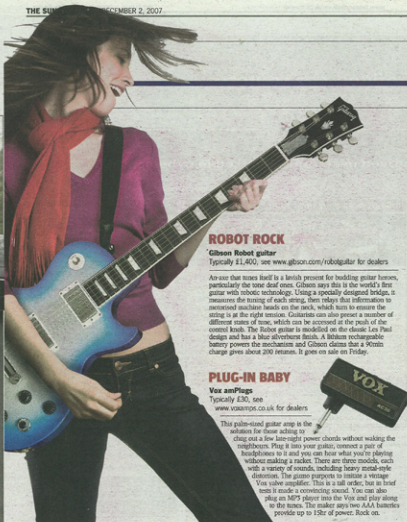 THE SUN
DECEMBER 2, 2007
Gibson
ROBOT ROCK
Gibson Robot guitar
Typically £1,400, see www.gibson.com/robotguitar for dealers
An axe that tunes itself is a lavish present for budding guitar heroes,
particularly the tone deaf ones. Gibson says this is the world's first
guitar with robotic technology. Using a specially designed bridge, it
measures the tuning of each string, then relays that information to
motorised machine heads on the neck, which turn to ensure the
string is at the right tension. Guitarists can also preset a number of
different states of tune, which can be accessed at the push of the
control knob. The Robot guitar is modelled on the classic Les Paul
design and has a blue silverburst finish. A lithium rechargeable
battery powers the mechanism and Gibson claims that a 90min
charge gives about 200 retunes. It goes on sale on Friday.
PLUG-IN BABY
Vox amPlugs
Typically £30, see
www.voxamps.co.uk for dealers
VOX
This palm-sized guitar amp is the
solution for those aching to
chug out a few late-night power chords without waking the
neighbours. Plug it into your guitar, connect a pair of
headphones to it and you can hear what you're playing
without making a racket. There are three models, each
with a variety of sounds, including heavy metal-style
distortion. The gizmo purports to imitate a vintage
Vox valve amplifier. This is a tall order, but in brief
tests it made a convincing sound. You can also
plug an MP3 player into the Vox and play along
to the tunes. The maker says two AAA batteries
provide up to 15hr of power. Rock on.